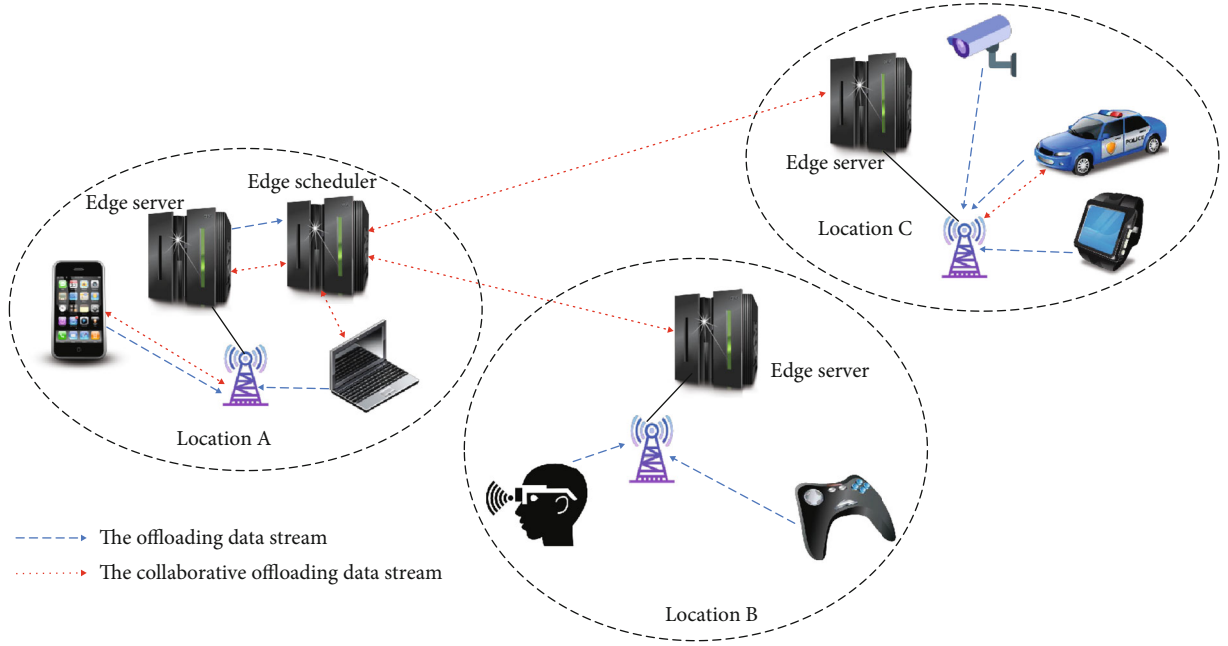 Edge server
Edge scheduler
Location A
Edge server
Location C
POLICE
Edge server
Location B
The offloading data stream
The collaborative offloading data stream